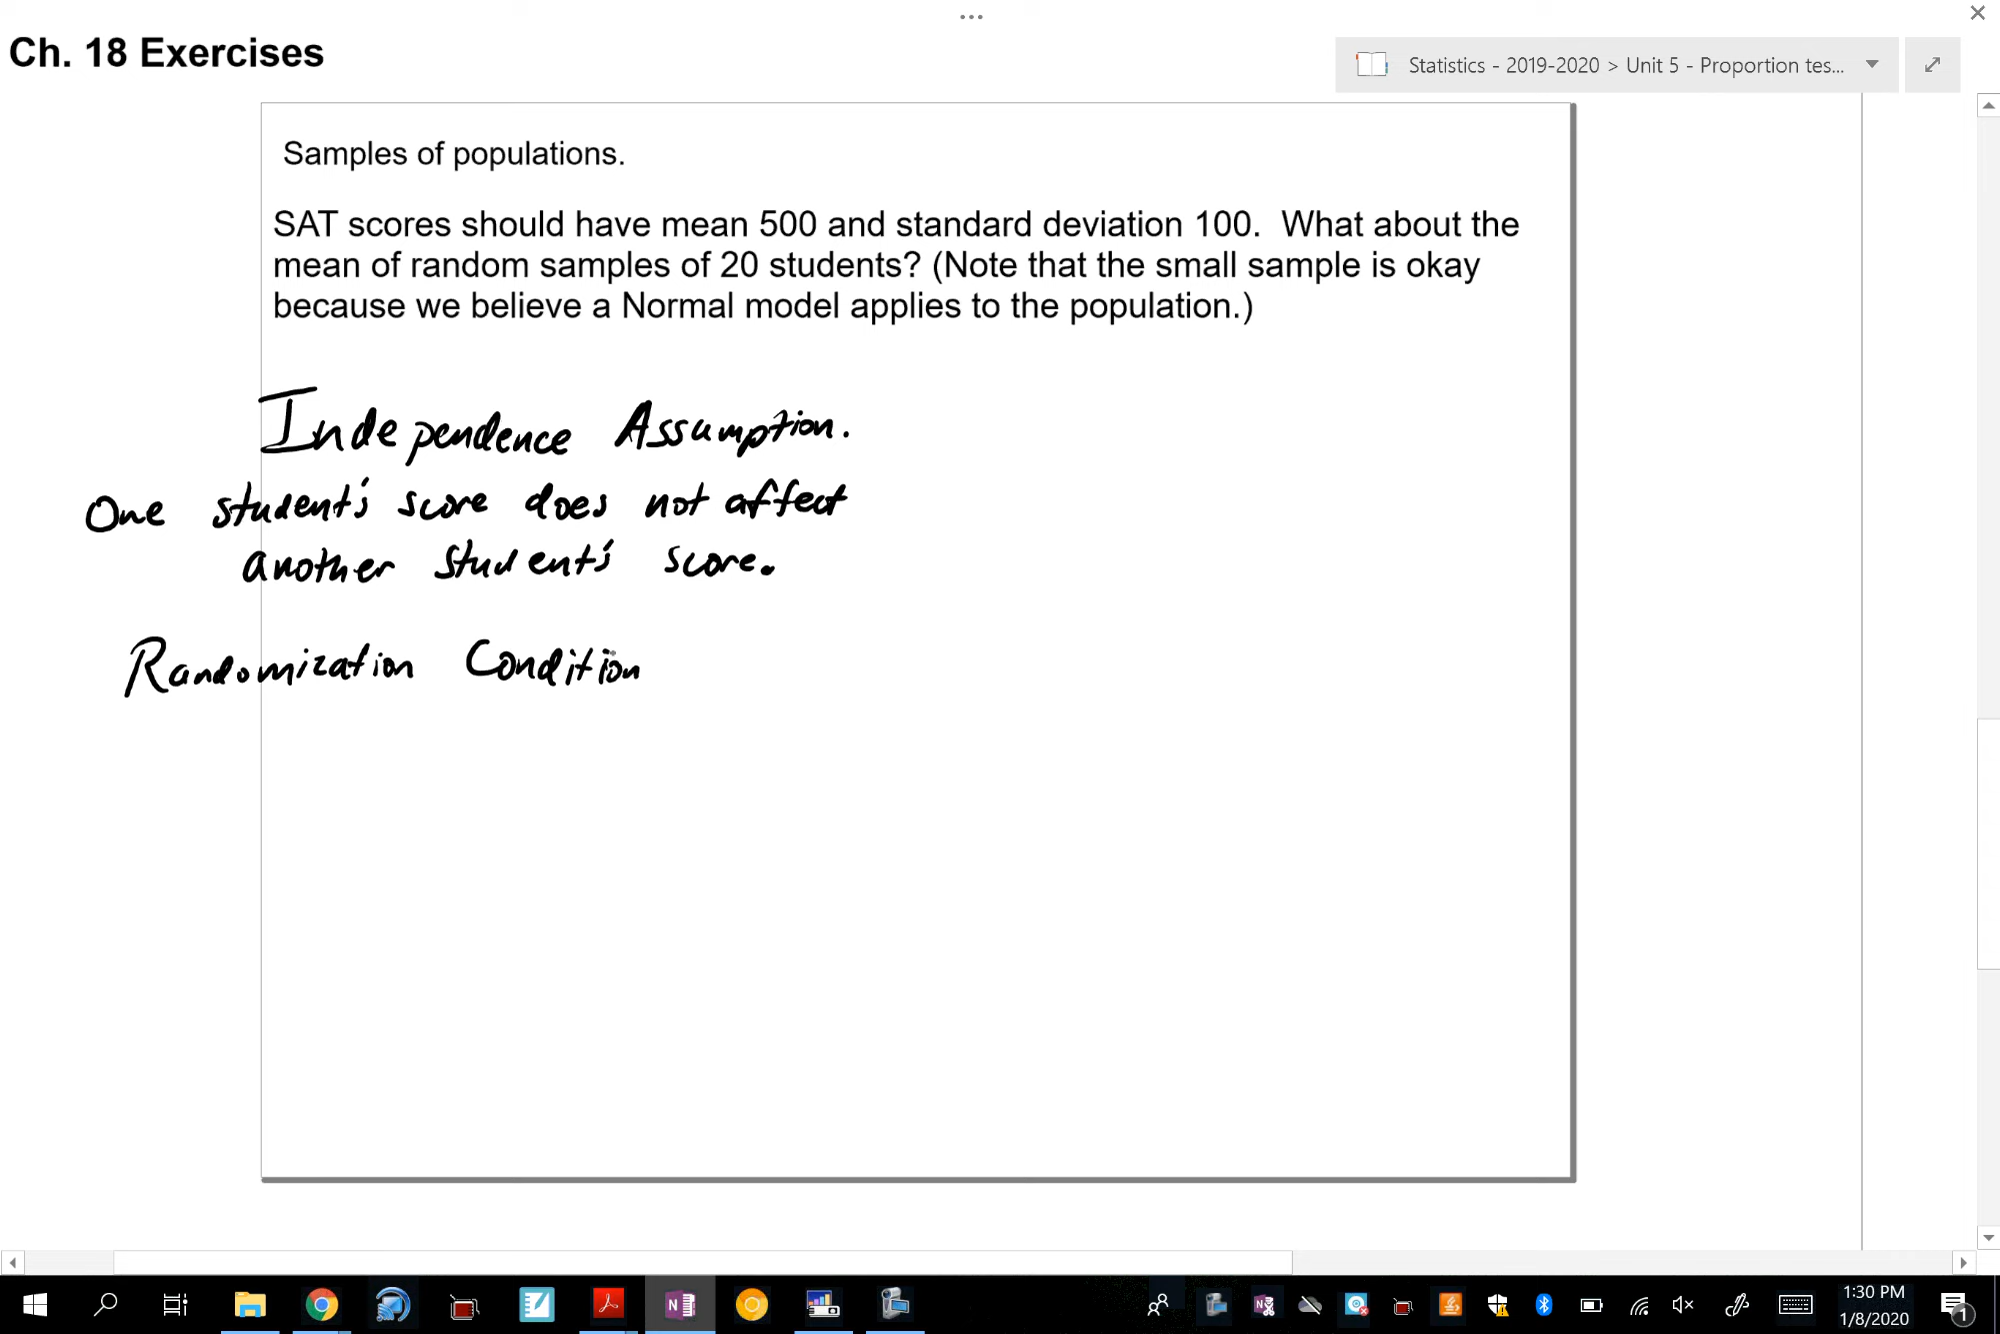 ...
Ch. 18 Exercises
Statistics - 2019-2020 > Unit 5 - Proportion tes...
Samples of populations.
SAT scores should have mean 500 and standard deviation 100. What about the
mean of random samples of 20 students? (Note that the small sample is okay
because we believe a Normal model applies to the population.)
Independence Assumption.
One student's score does not affect
another student's score.
Randomization Condition
1:30 PM
1/8/2020
1